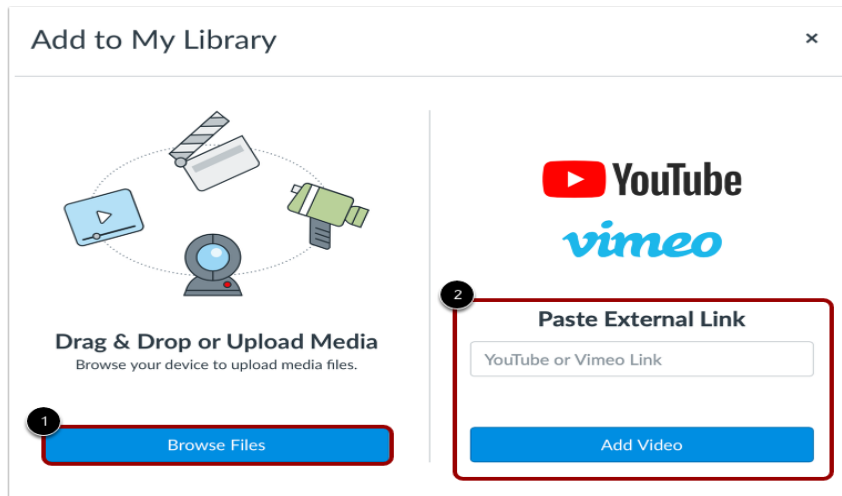 Add to My Library
×
YouTube
vimeo
2
Paste External Link
Drag & Drop or Upload Media
Browse your device to upload media files.
YouTube or Vimeo Link
1
Browse Files
Add Video